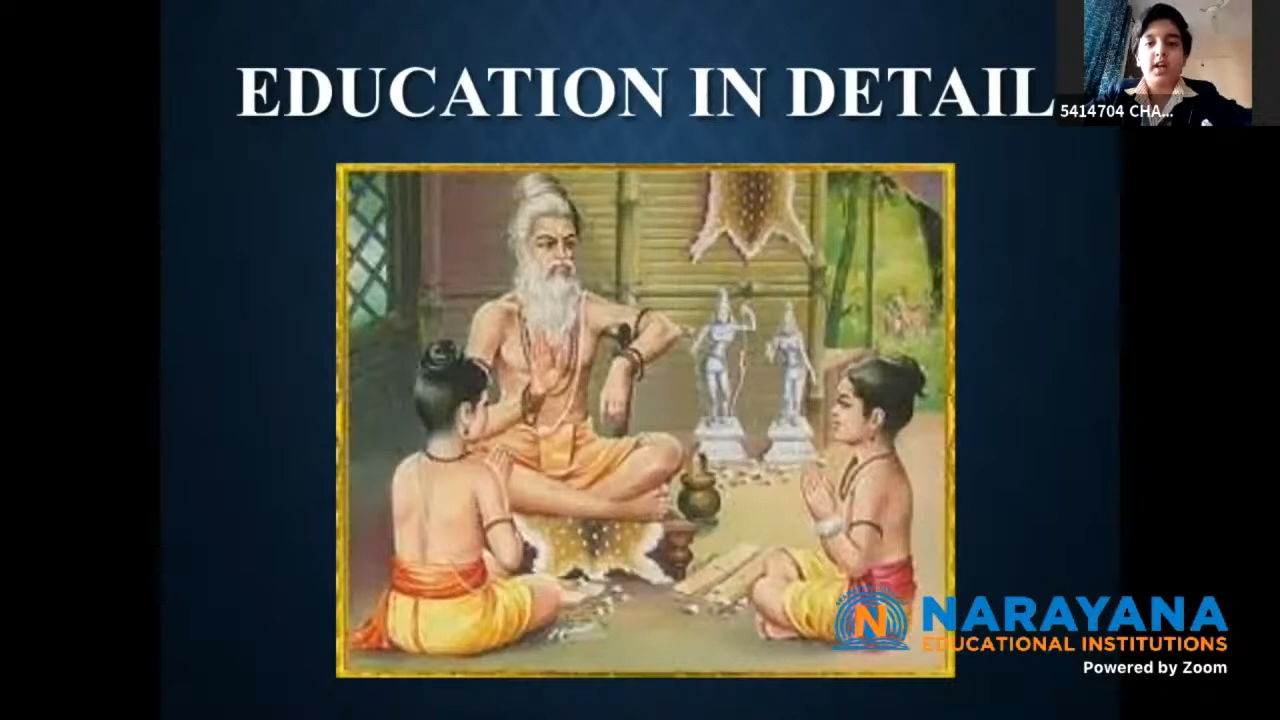 EDUCATION IN DETAIL
5414704 CHA...
N NARAYANA
EDUCATIONAL INSTITUTIONS
Powered by Zoom